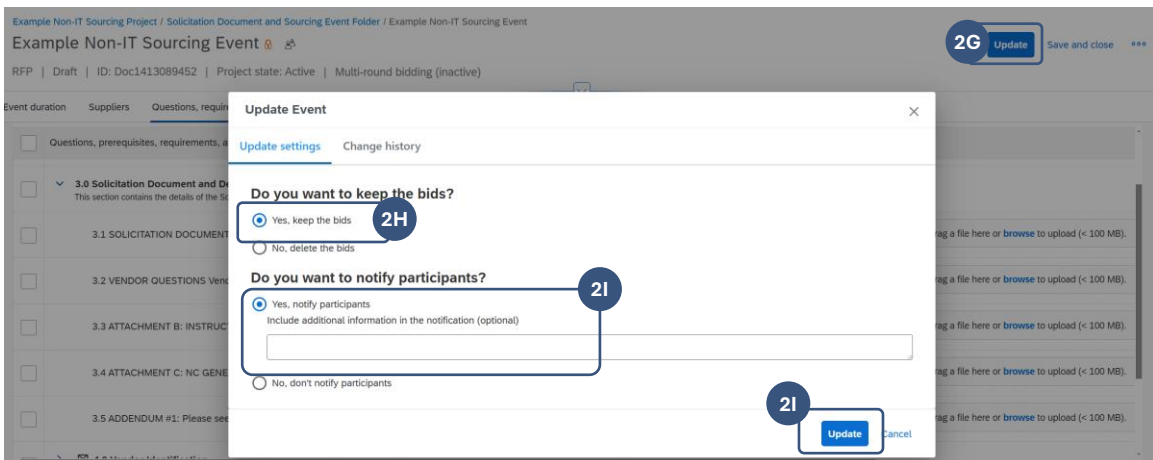 Example Non-IT Sourcing Project / Solicitation Document and Sourcing Event Folder / Example Non-IT Sourcing Event
Example Non-IT Sourcing Event
2G
Update
Save and close
RFP | Draft | ID: Doc1413089452 | Project state: Active | Multi-round bidding (inactive)
Event duration Suppliers Questions, requir
Update Event
Questions, prerequisites, requirements, a
Update settings Change history
3.0 Solicitation Document and De
This section contains the details of the So
Do you want to keep the bids?
Yes, keep the bids
2H
No, delete the bids
3.1 SOLICITATION DOCUMENT
rag a file here or browse to upload (< 100 MB).
3.2 VENDOR QUESTIONS Vend
Do you want to notify participants?
rag a file here or browse to upload (< 100 MB).
2I
Yes, notify participants
Include additional information in the notification (optional)
3.3 ATTACHMENT B: INSTRUCT
rag a file here or browse to upload (< 100 MB).
3.4 ATTACHMENT C: NC GENE
No, don't notify participants
rag a file here or browse to upload (< 100 MB).
2I
3.5 ADDENDUM #1: Please see
rag a file here or browse to upload (< 100 MB).
Update
Cancel